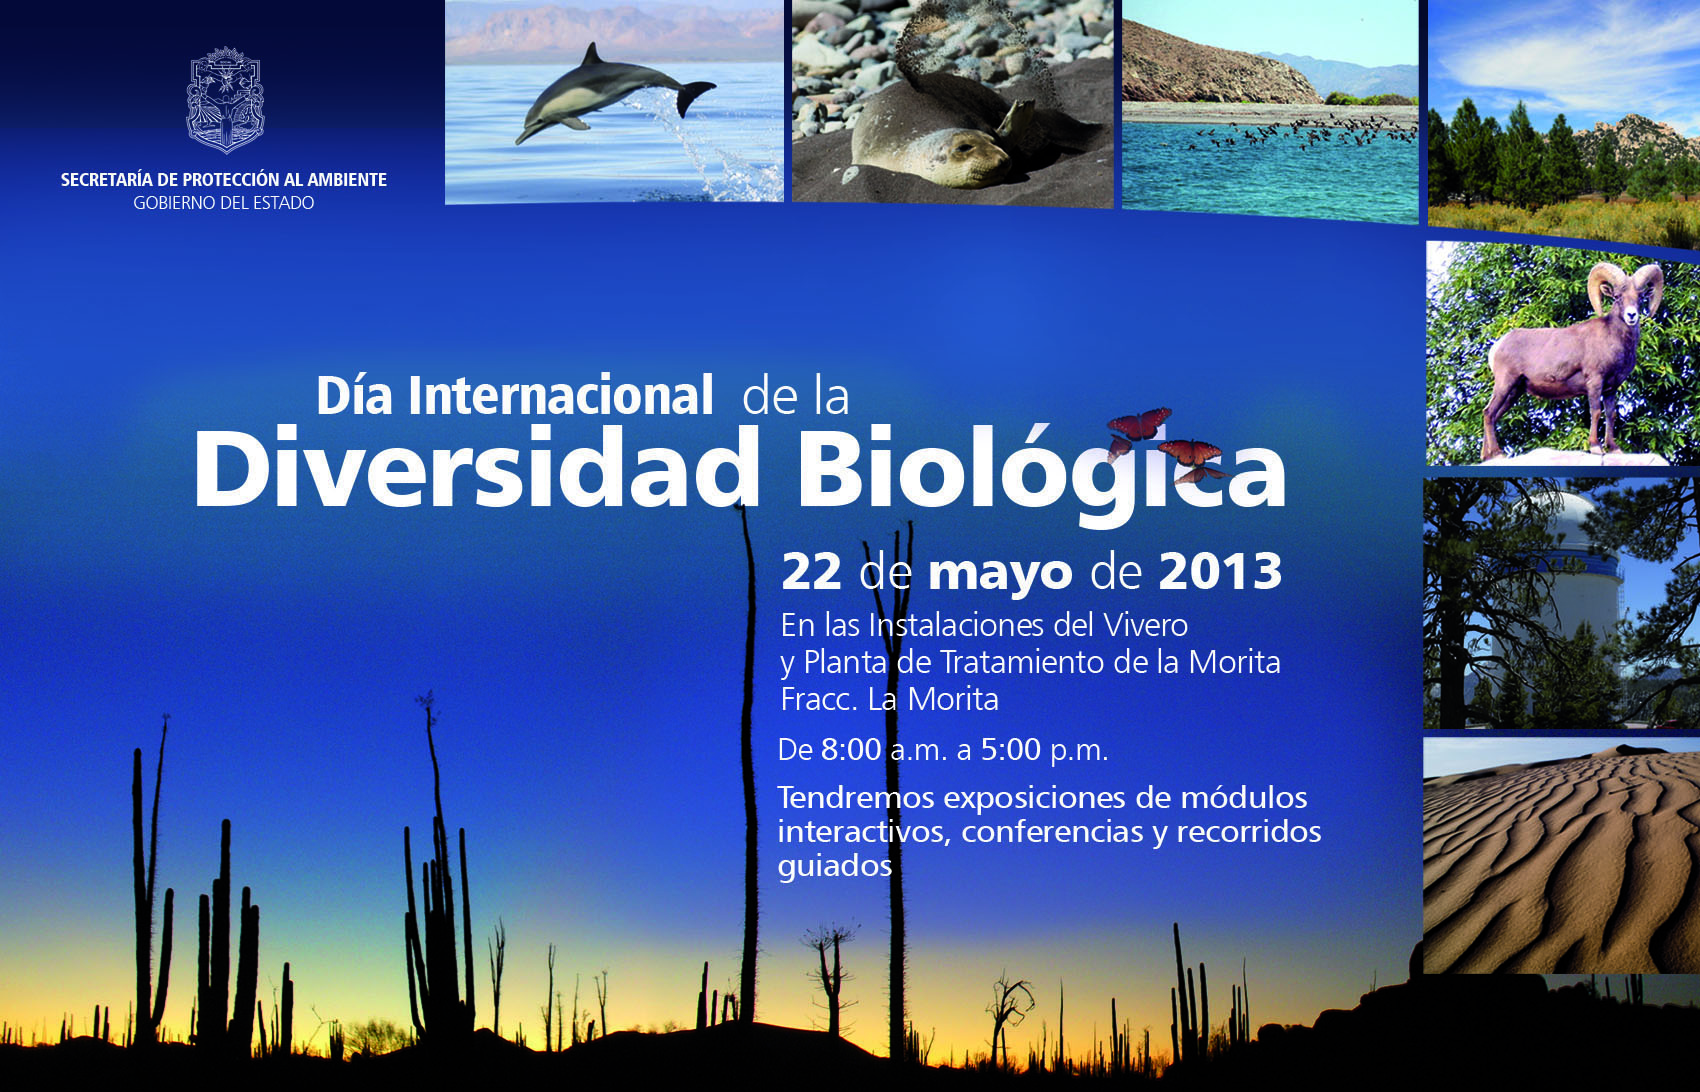 SECRETARÍA DE PROTECCIÓN AL AMBIENTE
GOBIERNO DEL ESTADO
Día Internacional de la
Diversidad Biológica
22 de mayo de 2013
En las Instalaciones del Vivero
y Planta de Tratamiento de la Morita
Fracc. La Morita
De 8:00 a.m. a 5:00 p.m.
Tendremos exposiciones de módulos
interactivos, conferencias y recorridos
guiados